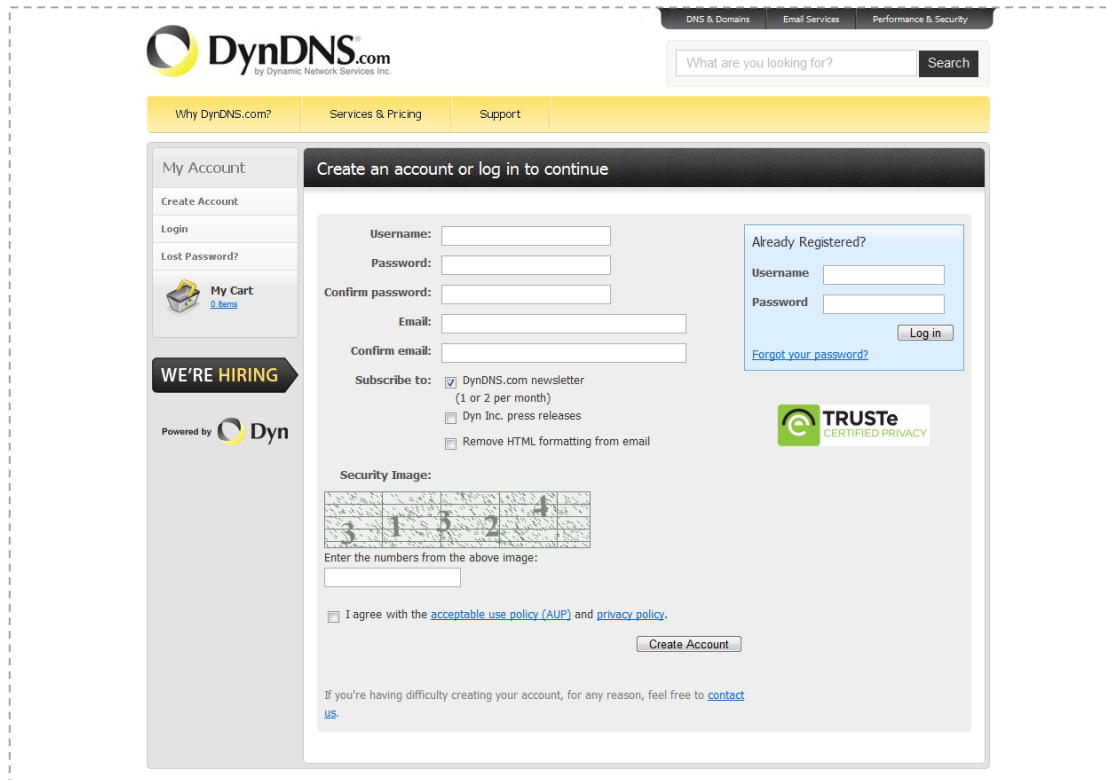 DNS & Domains Email Services Performance & Security
DynDNS.com
by Dynamic Network Services Inc.
What are you looking for? Search
Why DynDNS.com? Services & Pricing Support
My Account
Create Account
Login
Lost Password?
My Cart
0 items
WE'RE HIRING
Powered by Dyn
Create an account or log in to continue
Username:
Password:
Confirm password:
Email:
Confirm email:
Subscribe to: DynDNS.com newsletter
(1 or 2 per month)
Dyn Inc. press releases
Remove HTML formatting from email
Security Image:
3 1 3 2 4
Enter the numbers from the above image:
I agree with the acceptable use policy (AUP) and privacy policy.
Create Account
If you're having difficulty creating your account, for any reason, feel free to contact
us.
Already Registered?
Username
Password
Log in
Forgot your password?
TRUSTe
CERTIFIED PRIVACY